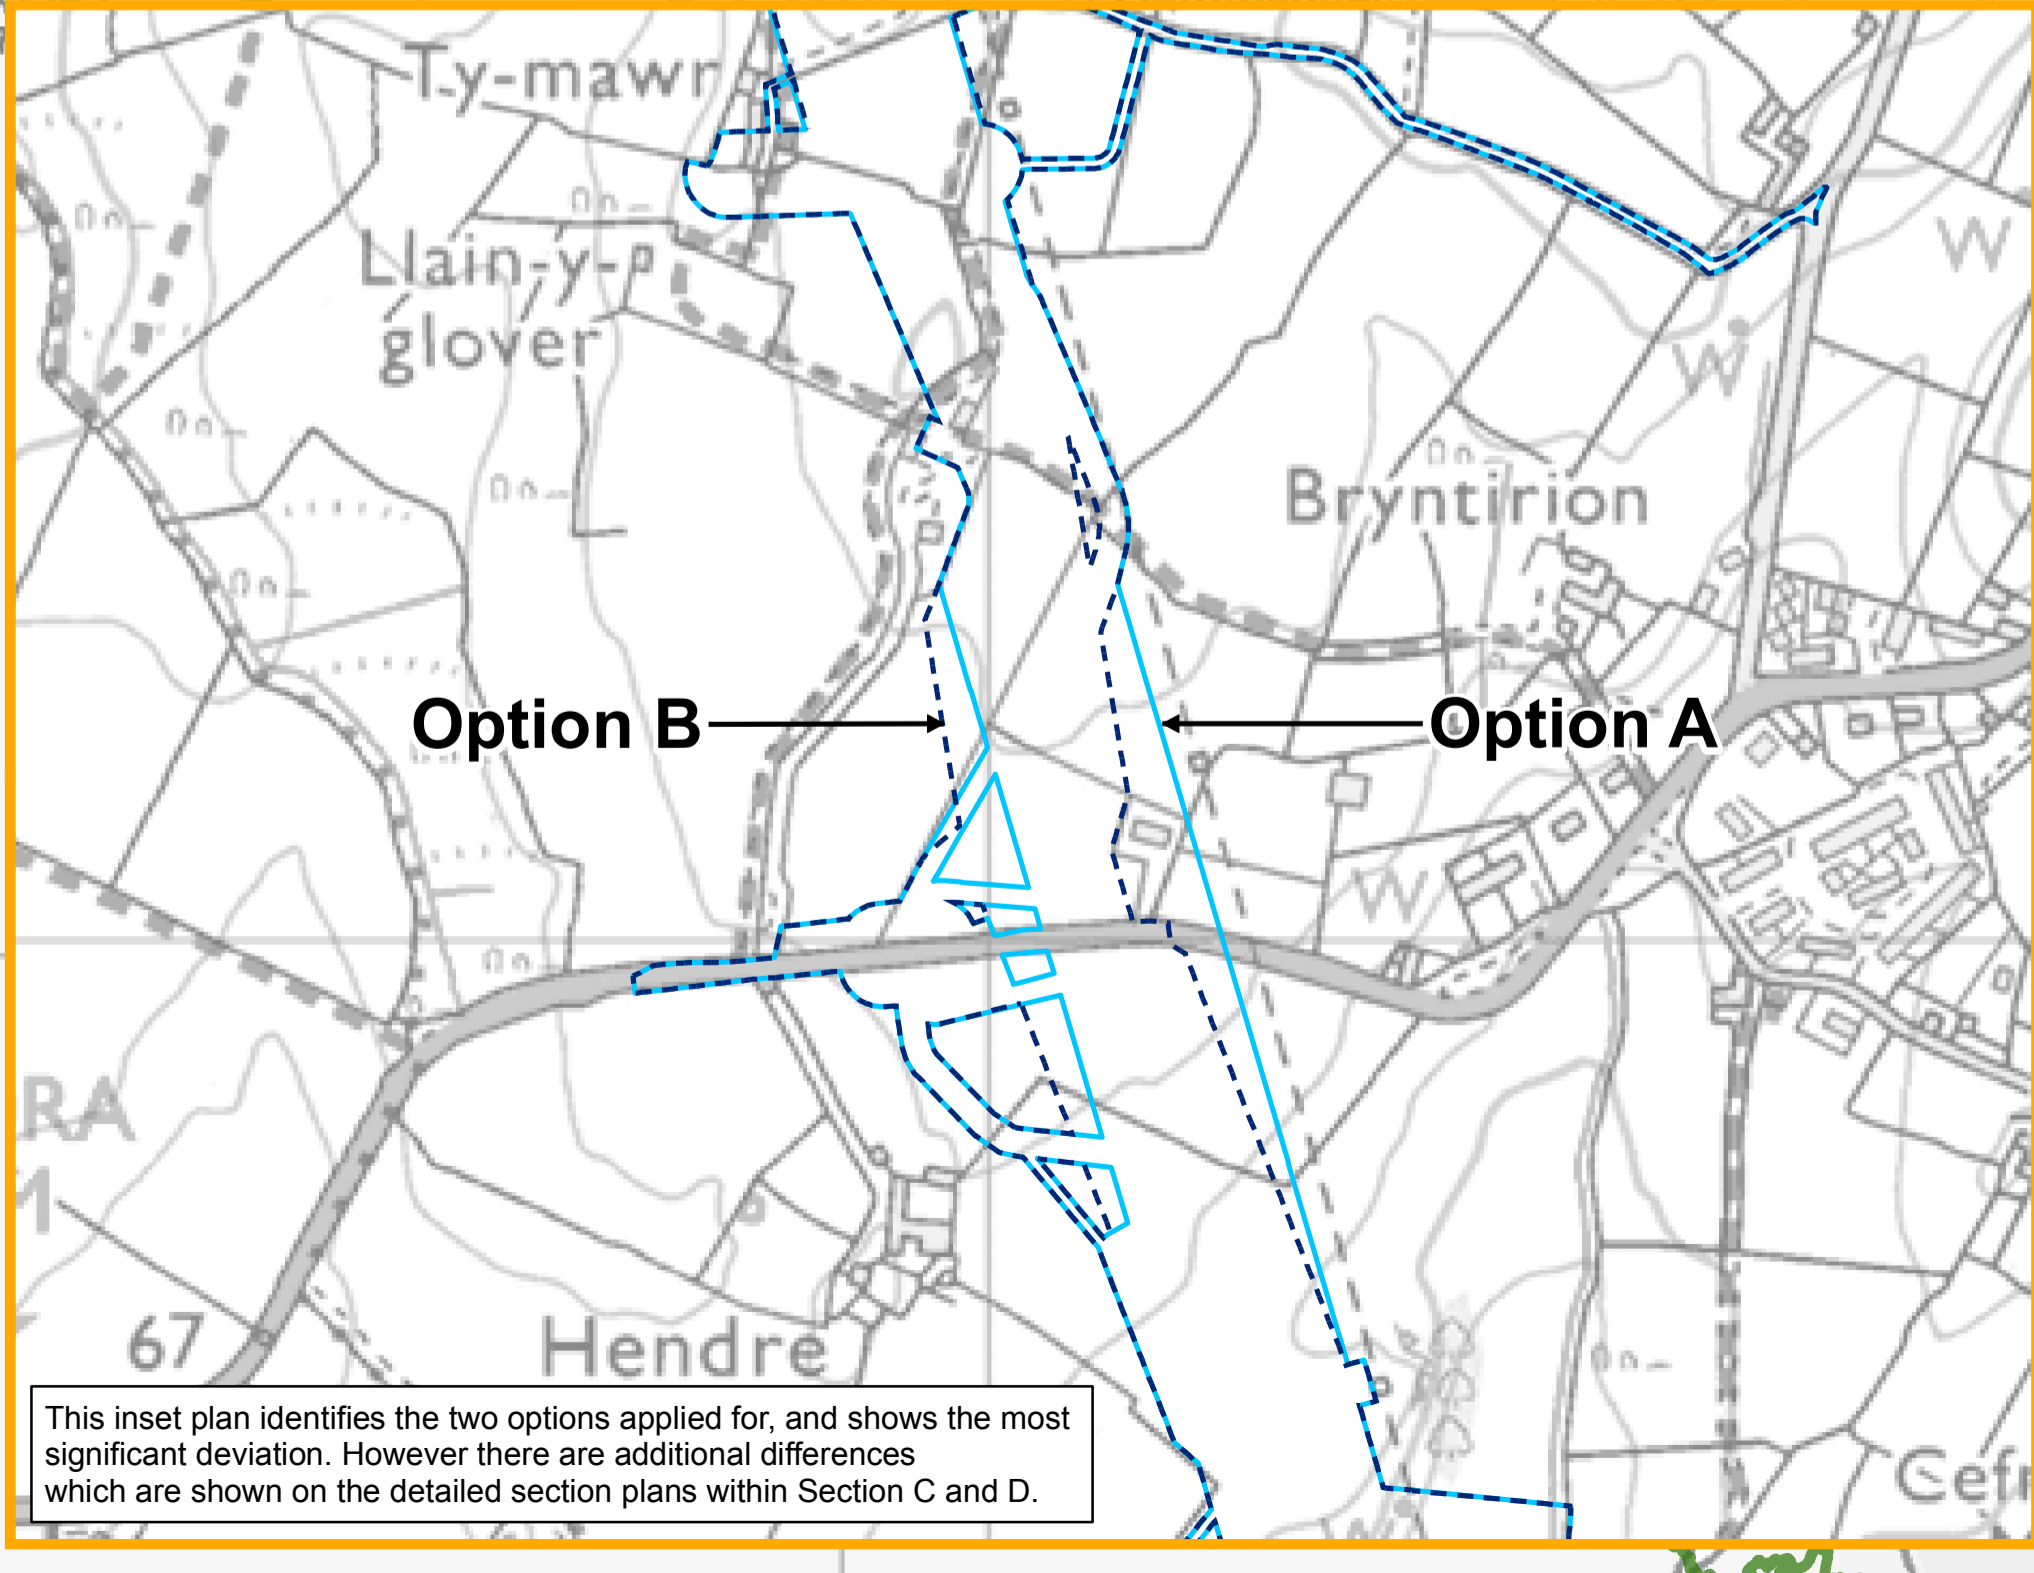 Ty-mawr
Llain-y-
glover
Bryntirion
Option B
Option A
W
W
W
RA
67
Hendre
Cefn
This inset plan identifies the two options applied for, and shows the most
significant deviation. However there are additional differences
which are shown on the detailed section plans within Section C and D.